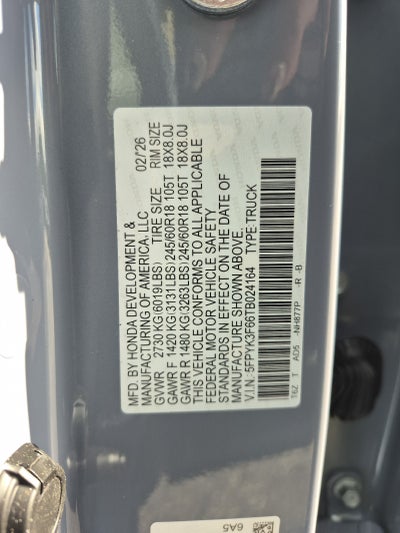 MFD. BY HONDA DEVELOPMENT &
MANUFACTURING OF AMERICA, LLC 02/'26
GVWR 2730 KG(6019LBS) TIRE SIZE RIM SIZE
GAWR F 1420 KG(3131LBS)245/60R18 105T 18X8.0J
GAWR R 1480 KG(3263LBS)245/60R18 105T 18X8.0J
THIS VEHICLE CONFORMS TO ALL APPLICABLE
FEDERAL MOTOR VEHICLE SAFETY
STANDARDS IN EFFECT ON THE DATE OF
MANUFACTURE SHOWN ABOVE.
V.I.N.: 5FPYK3F66TB024164 TYPE:TRUCK
T6Z T AD5 -NH877P -R -B
6A5